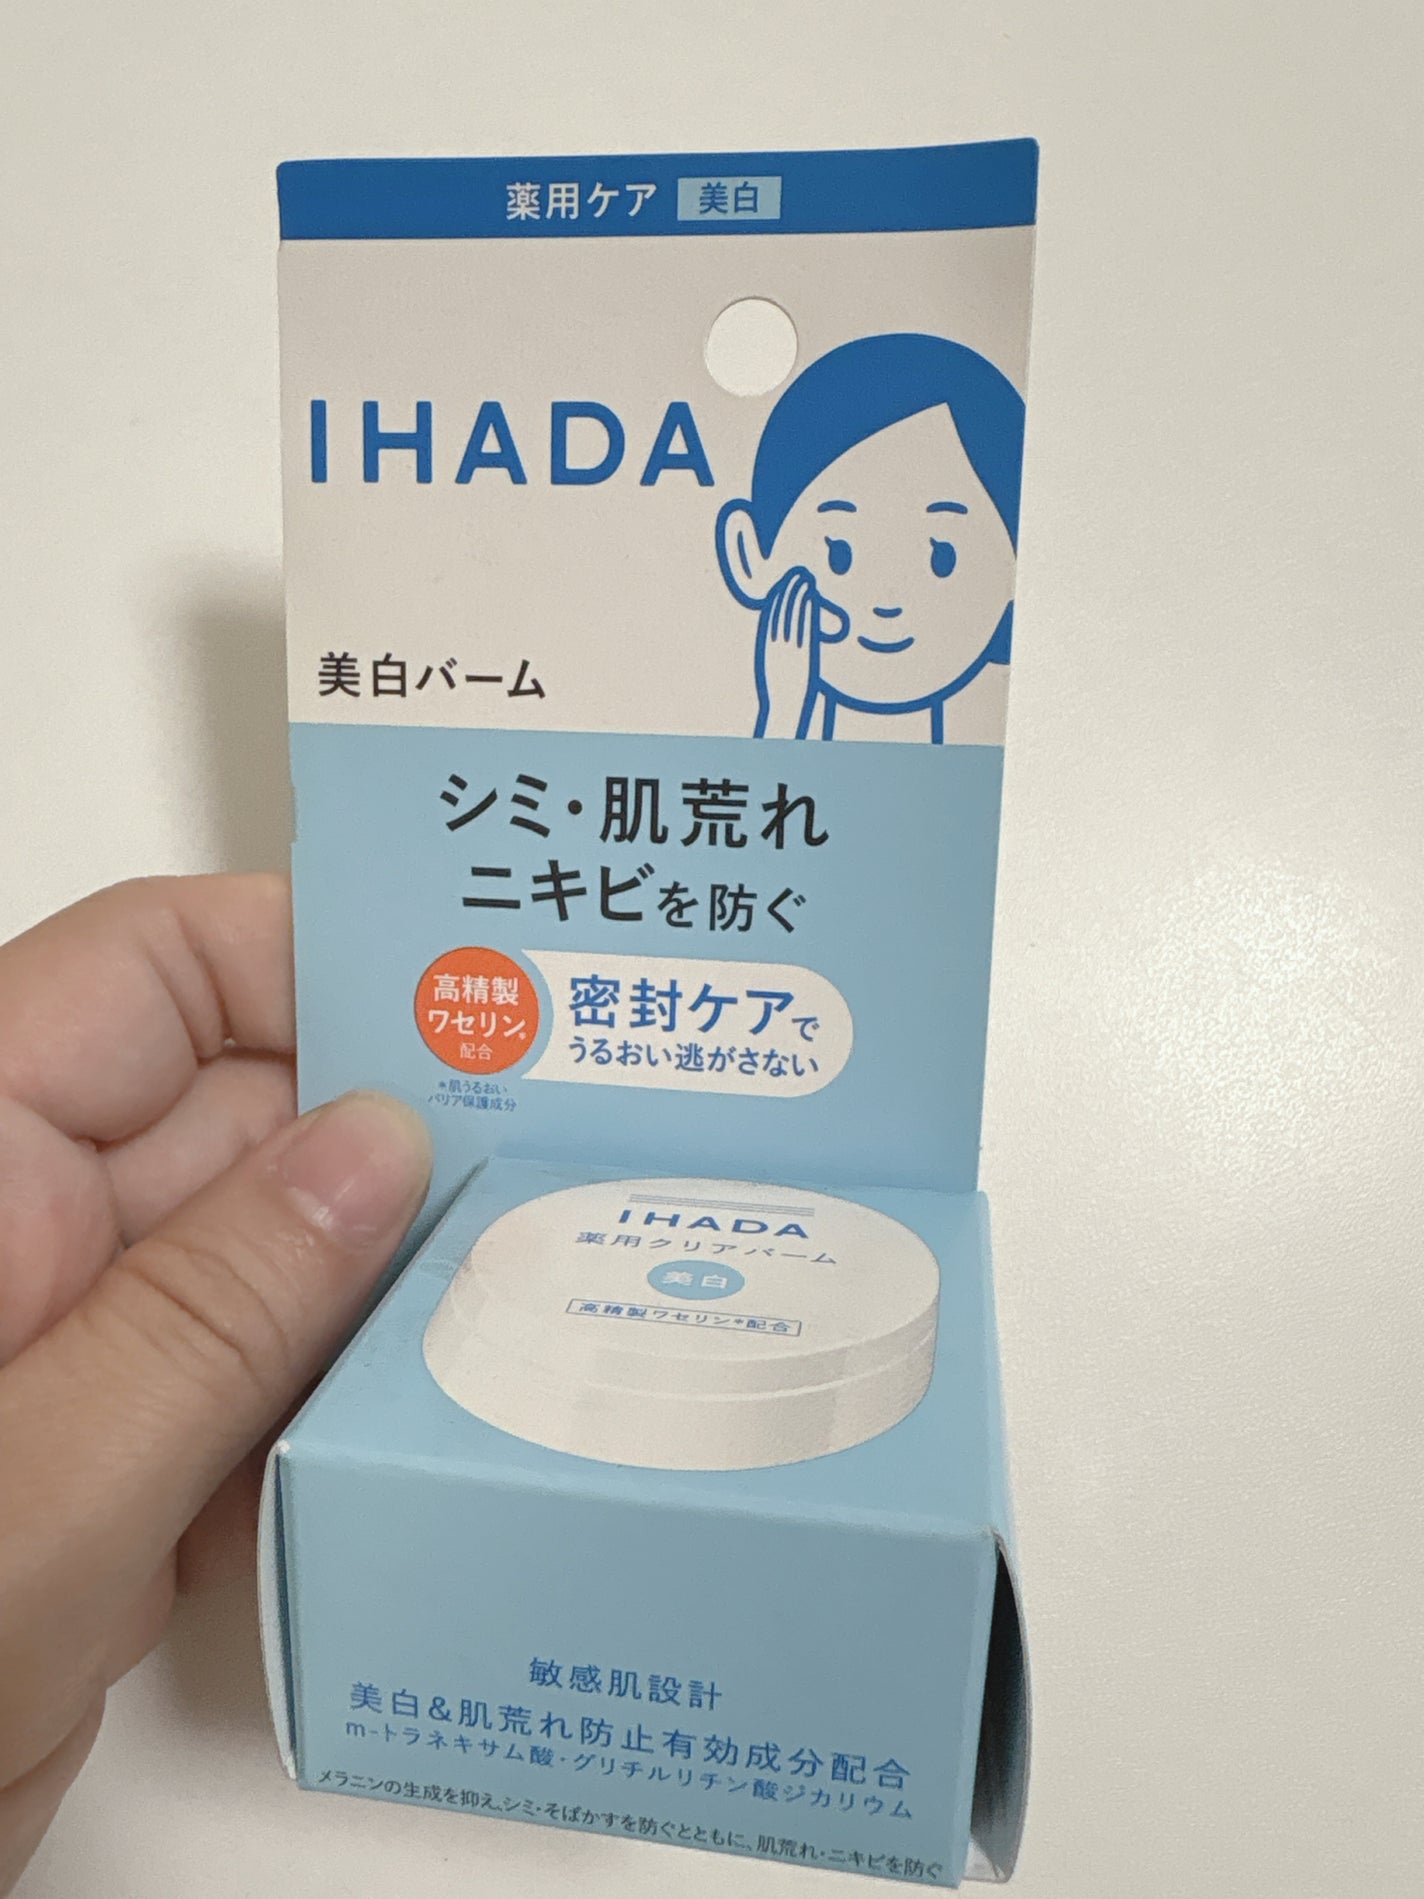 薬用ケア 美白
IHADA
美白バーム
シミ・肌荒れ
ニキビを防ぐ
高精製
ワセリン*
配合
*肌うるおい
バリア保護成分
密封ケアで
うるおい逃がさない
IHADA
薬用クリアバーム
美白
高精製ワセリン*配合
敏感肌設計
美白&肌荒れ防止有効成分配合
m-トラネキサム酸・グリチルリチン酸ジカリウム
メラニンの生成を抑え、シミ・そばかすを防ぐとともに、肌荒れ・ニキビを防ぐ